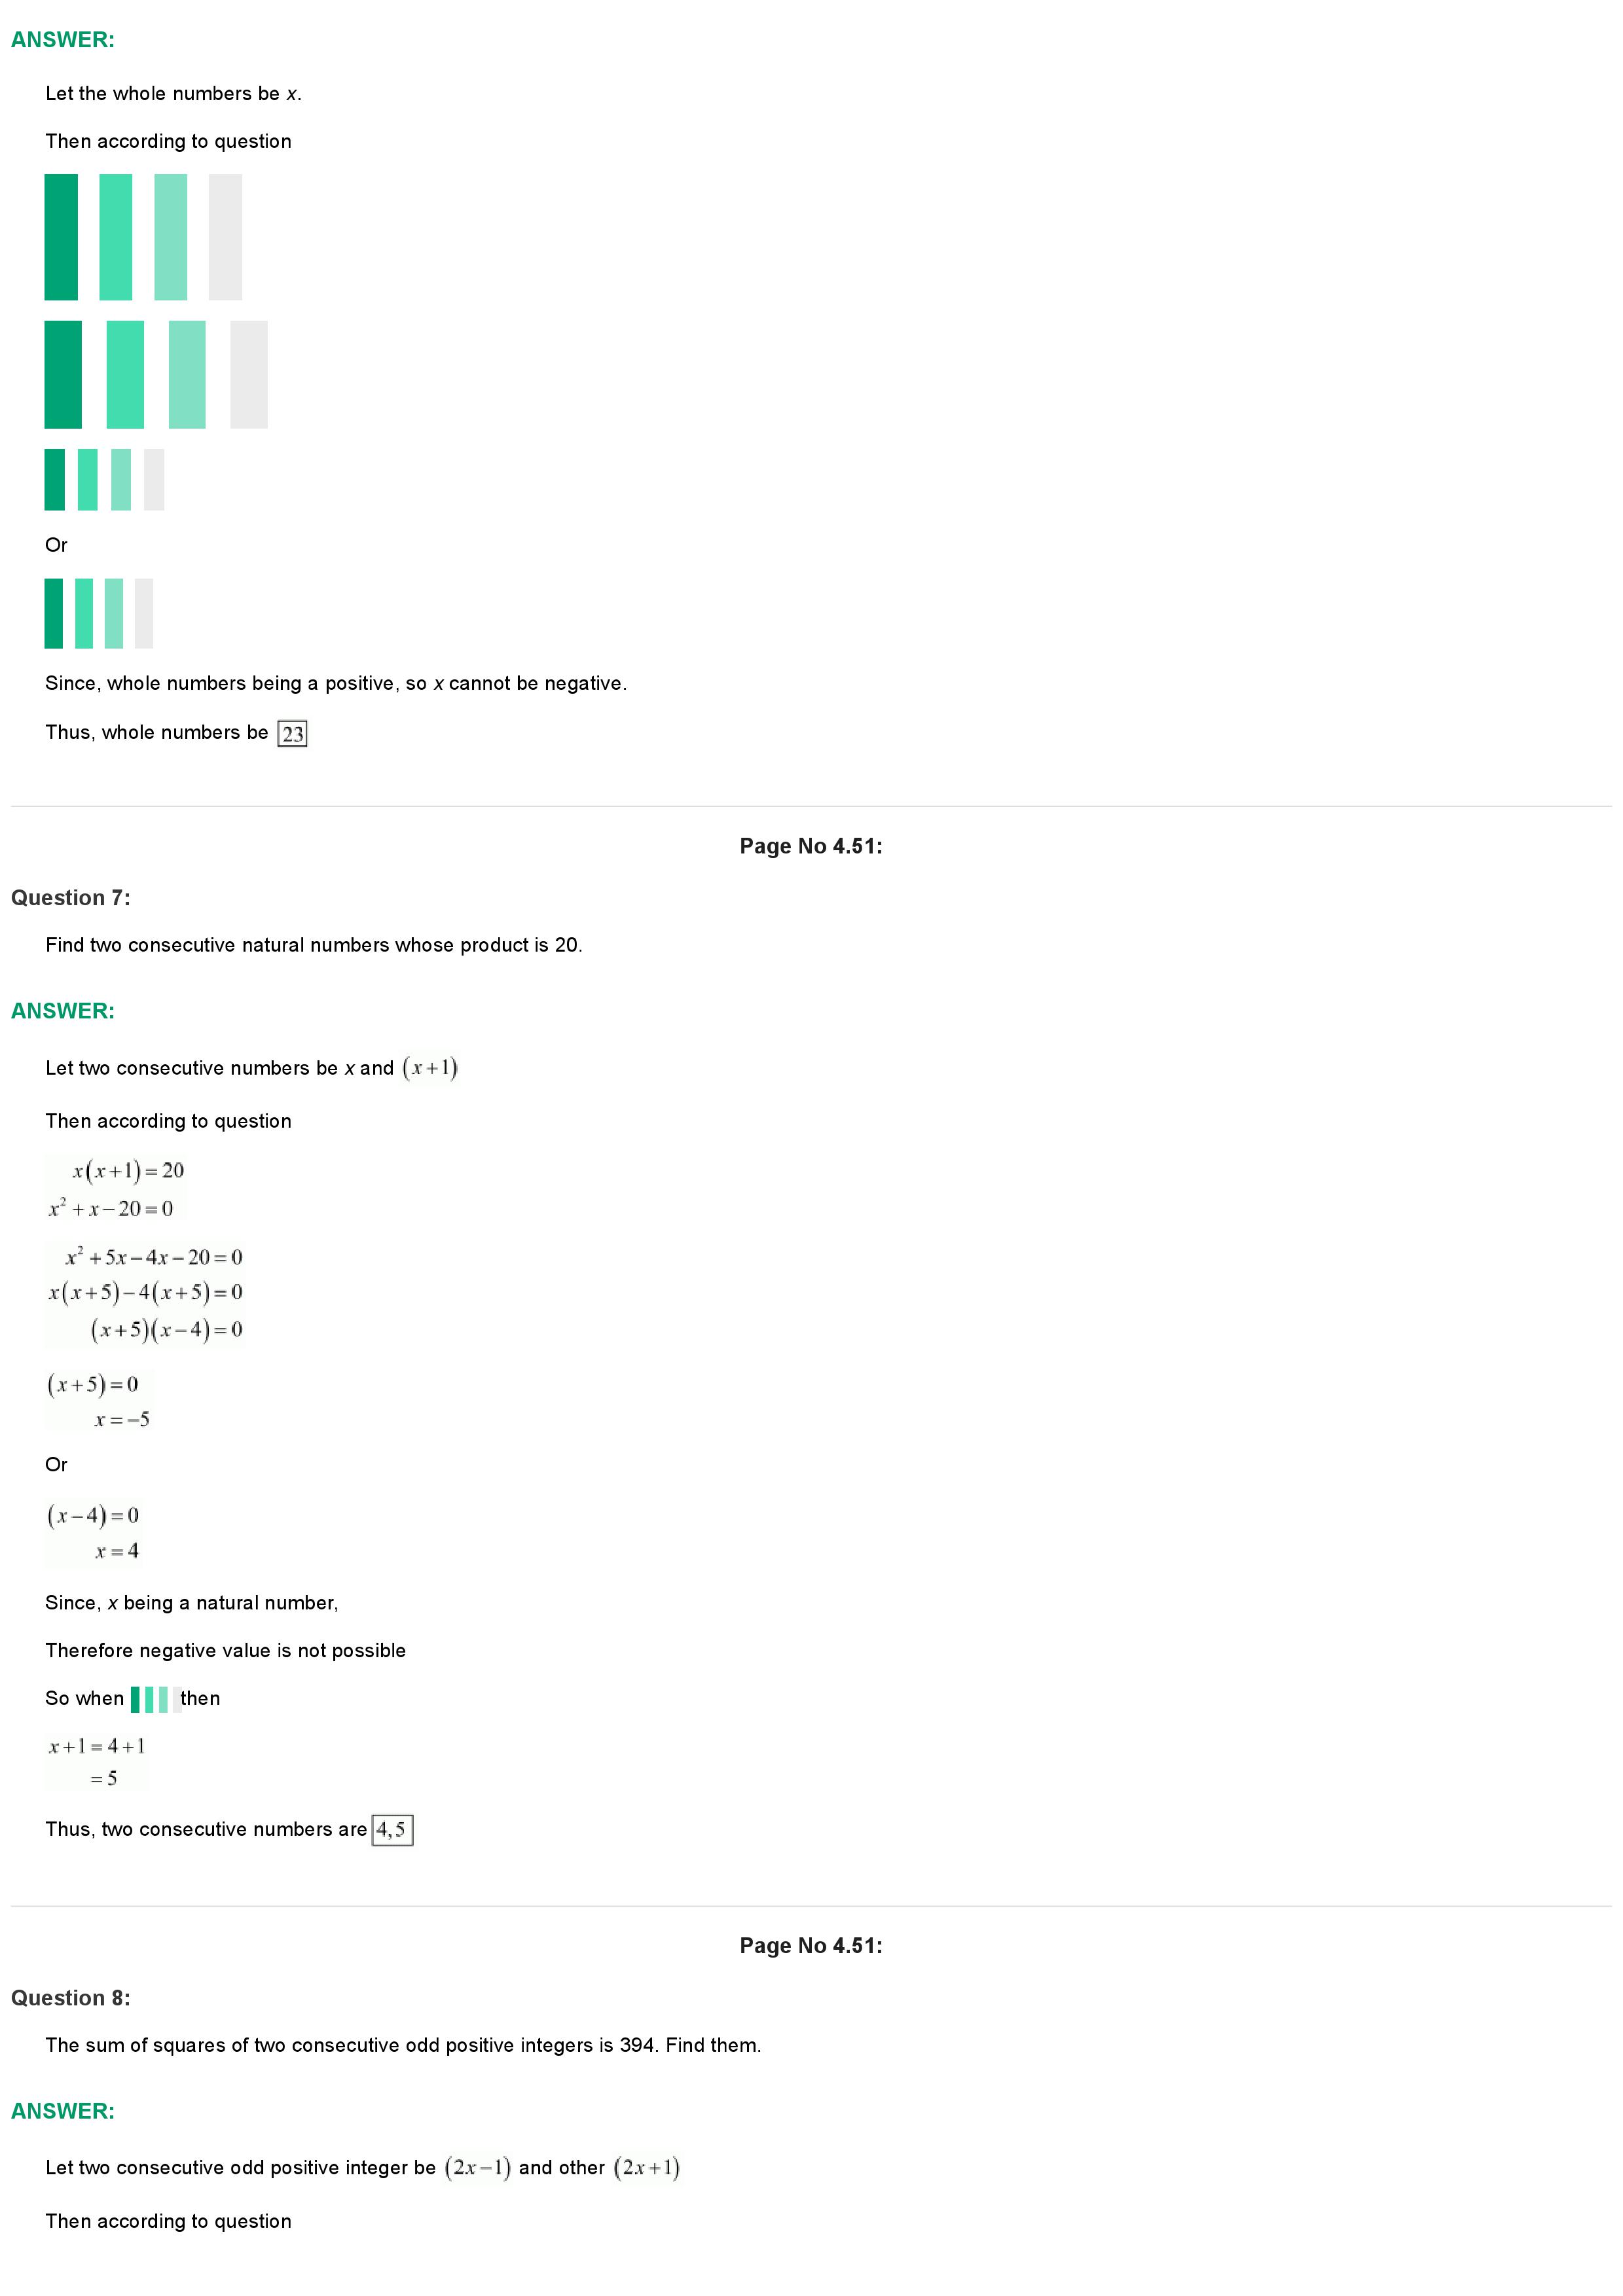 ANSWER:
Let the whole numbers be x.
Then according to question
Or
Since, whole numbers being a positive, so x cannot be negative.
Thus, whole numbers be 23
Page No 4.51:
Question 7:
Find two consecutive natural numbers whose product is 20.
ANSWER:
Let two consecutive numbers be x and (x+1)
Then according to question
x(x+1)=20
x²+x−20=0
x²+5x−4x−20=0
x(x+5)−4(x+5)=0
(x+5)(x−4)=0
(x+5)=0
x=−5
Or
(x−4)=0
x=4
Since, x being a natural number,
Therefore negative value is not possible
So when then
x+1=4+1
=5
Thus, two consecutive numbers are 4,5
Page No 4.51:
Question 8:
The sum of squares of two consecutive odd positive integers is 394. Find them.
ANSWER:
Let two consecutive odd positive integer be (2x−1) and other (2x+1)
Then according to question